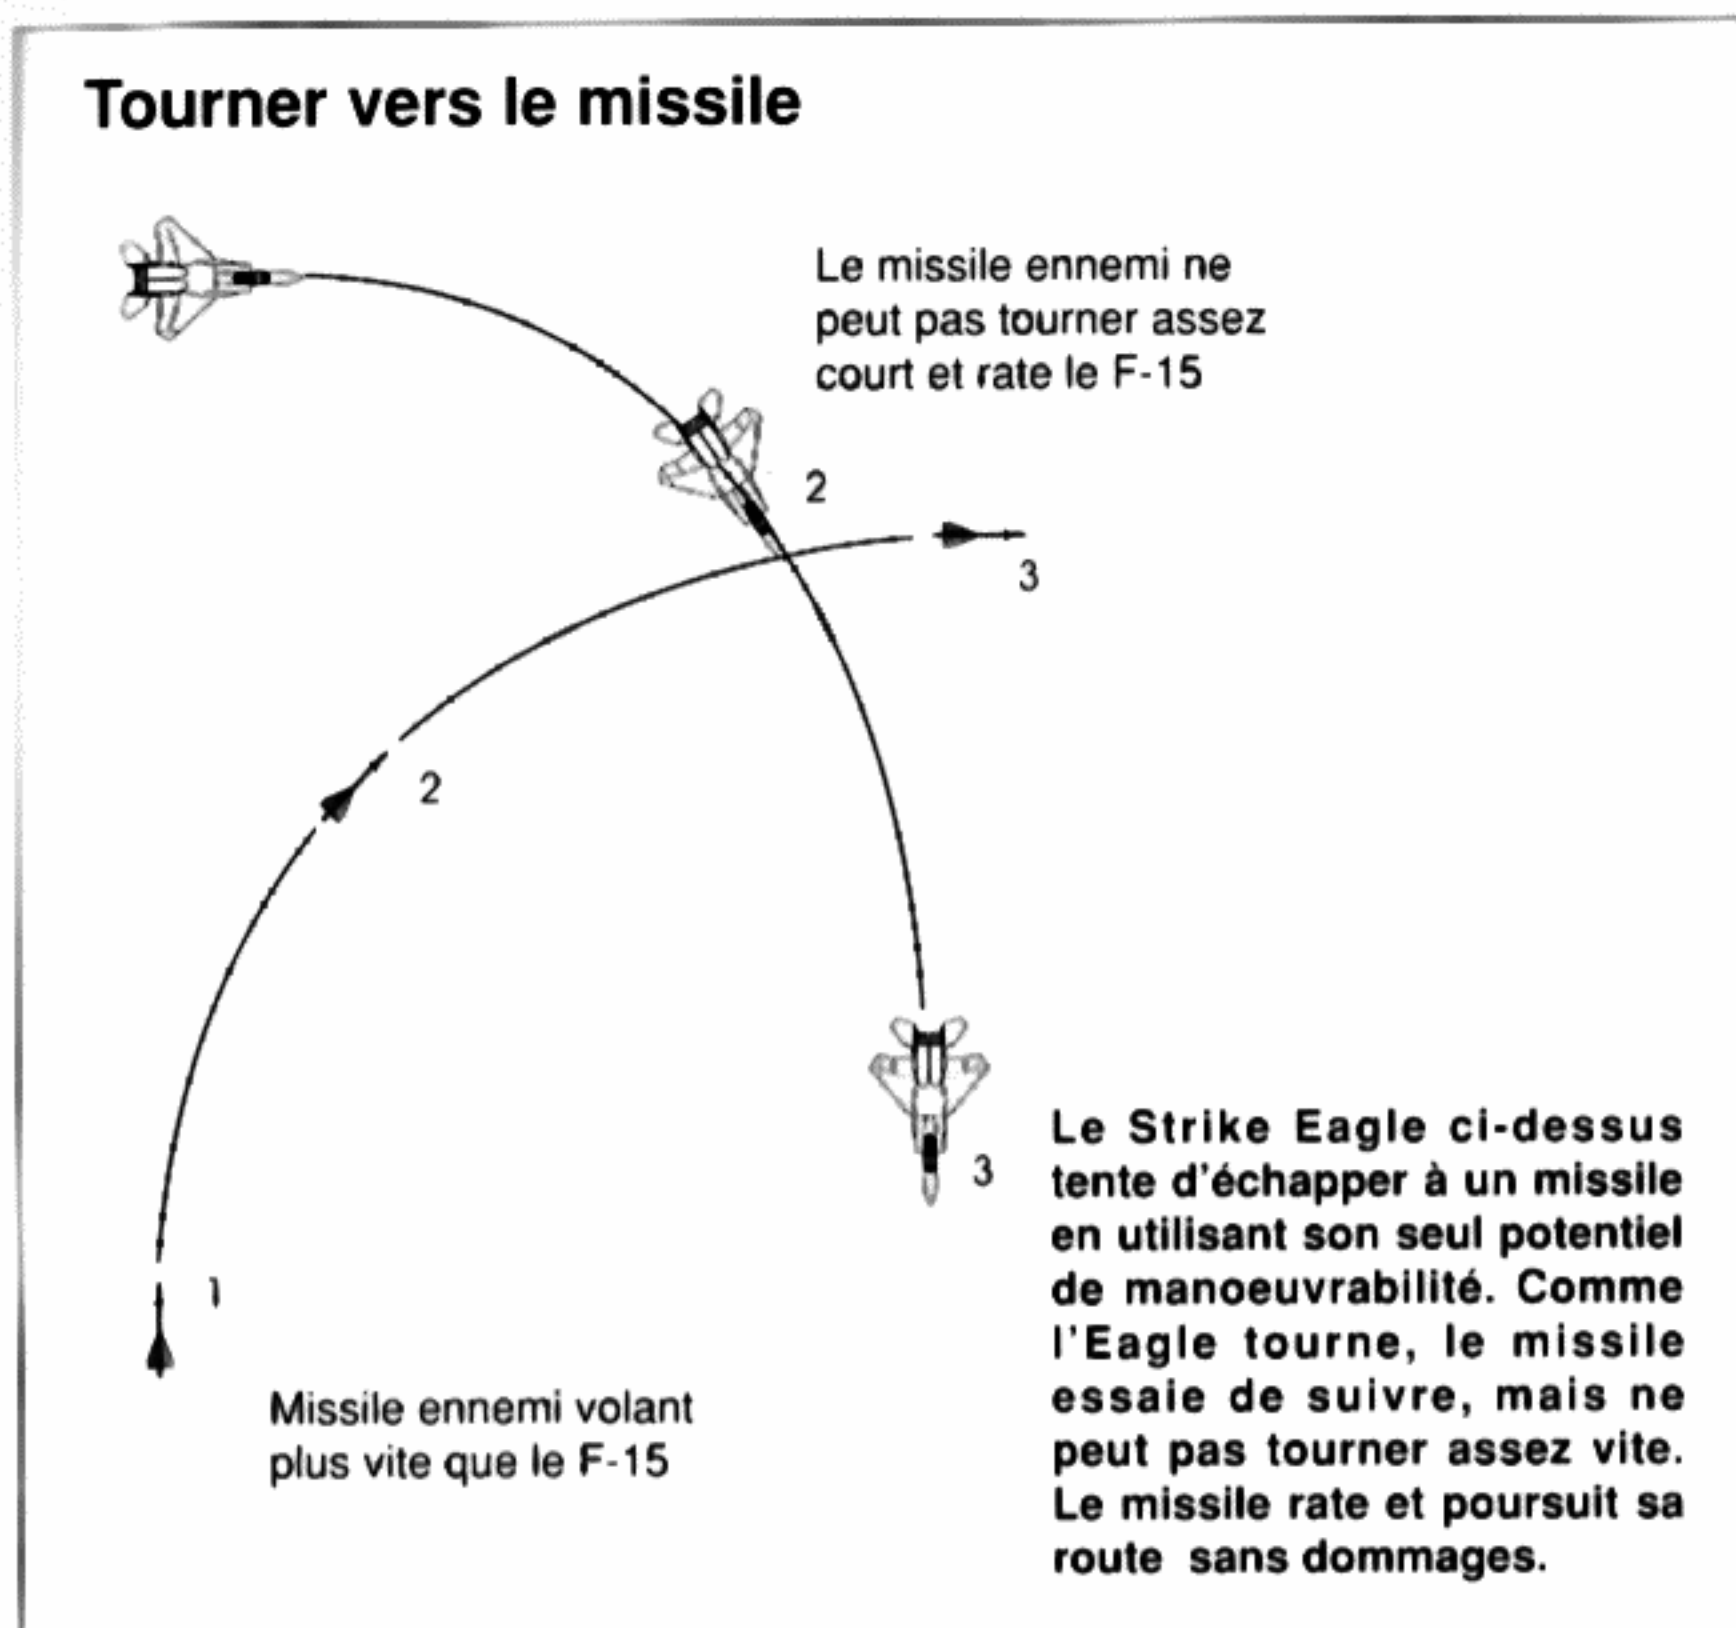 Tourner vers le missile
Le missile ennemi ne
peut pas tourner assez
court et rate le F-15
2
3
2
3
1
Missile ennemi volant
plus vite que le F-15
Le Strike Eagle ci-dessus
tente d'échapper à un missile
en utilisant son seul potentiel
de manoeuvrabilité. Comme
l'Eagle tourne, le missile
essaie de suivre, mais ne
peut pas tourner assez vite.
Le missile rate et poursuit sa
route sans dommages.